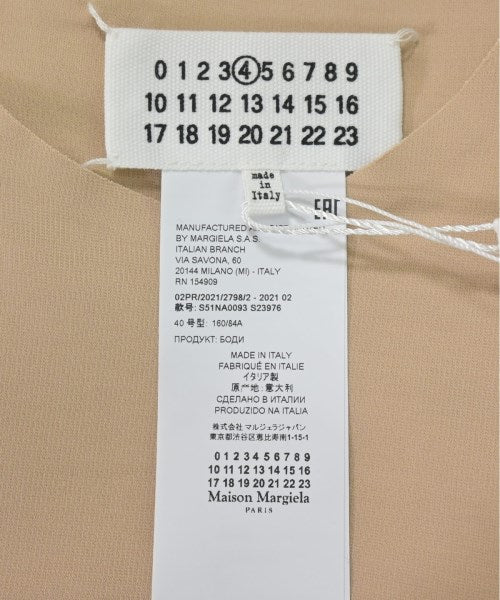 0 1 2 3 4 5 6 7 8 9
10 11 12 13 14 15 16
17 18 19 20 21 22 23
made
in
Italy
EAC
MANUFACTURED
BY MARGIELA S.A.S.
ITALIAN BRANCH
VIA SAVONA, 60
20144 MILANO (MI) - ITALY
RN 154909
02PR/2021/2798/2 - 2021 02
款号: S51NA0093 S23976
40 号型: 160/84A
ПРОДУКТ: БОДИ
MADE IN ITALY
FABRIQUÉ EN ITALIE
イタリア製
原产地: 意大利
СДЕЛАНО В ИТАЛИИ
PRODUZIDO NA ITALIA
株式会社 マルジェラジャパン
東京都渋谷区恵比寿南1-15-1
0 1 2 3 4 5 6 7 8 9
10 11 12 13 14 15 16
17 18 19 20 21 22 23
Maison Margiela
PARIS